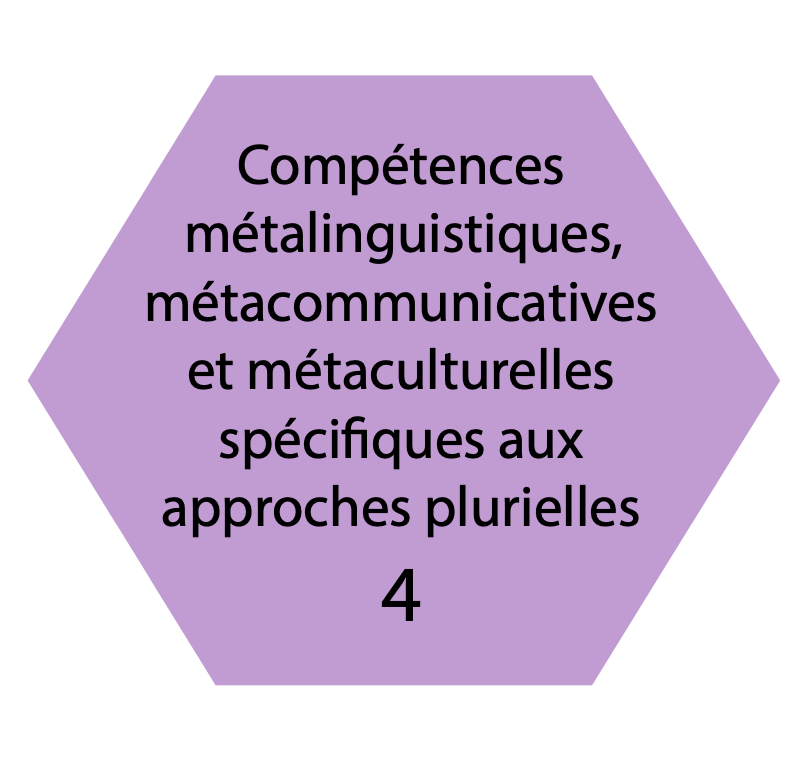 Compétences
métalinguistiques,
métacommunicatives
et métaculturelles
spécifiques aux
approches plurielles
4